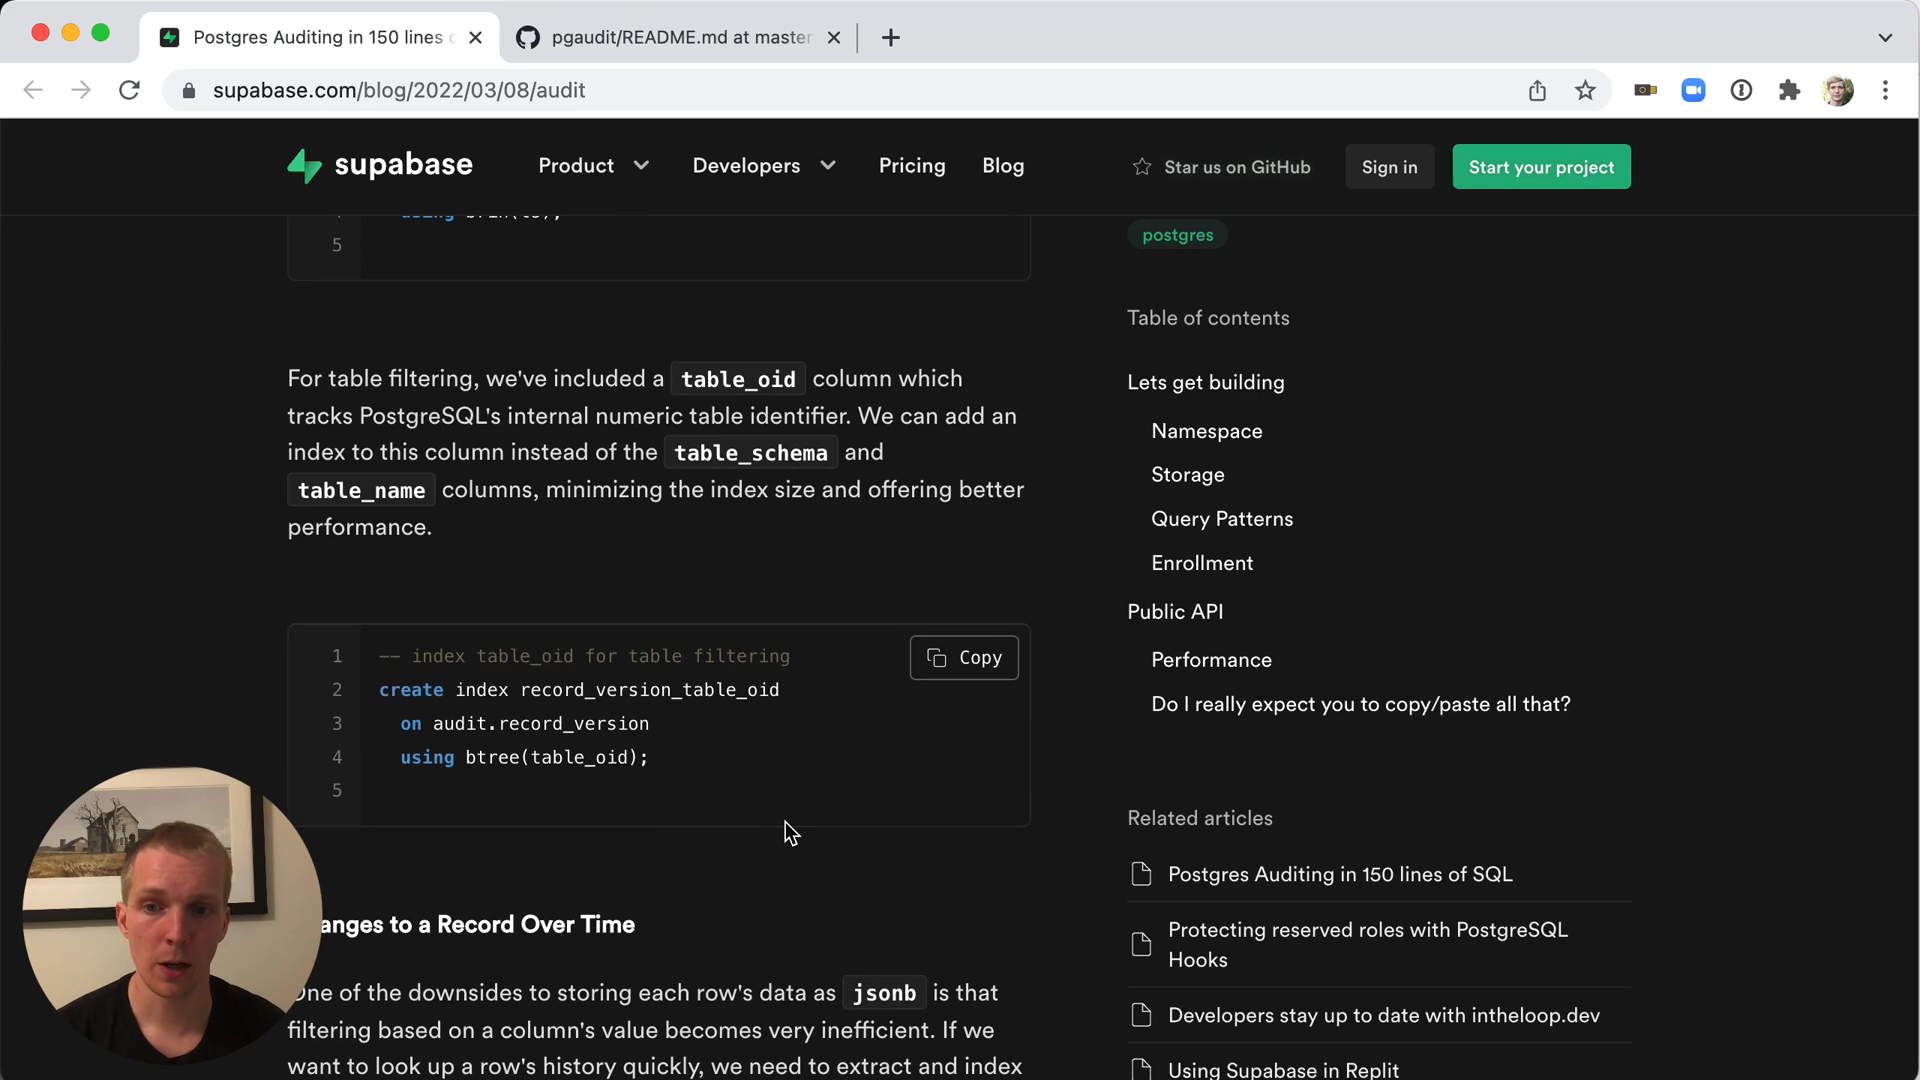 Postgres Auditing in 150 lines o
pgaudit/README.md at master
supabase.com/blog/2022/03/08/audit
supabase
Product
Developers
Pricing
Blog
Star us on GitHub
Sign in
Start your project
using brin(ts);
5
postgres
Table of contents
Lets get building
Namespace
Storage
Query Patterns
Enrollment
Public API
Performance
Do I really expect you to copy/paste all that?
For table filtering, we've included a table_oid column which
tracks PostgreSQL's internal numeric table identifier. We can add an
index to this column instead of the table_schema and
table_name columns, minimizing the index size and offering better
performance.
1 -- index table_oid for table filtering
Copy
2 create index record_version_table_oid
3 on audit.record_version
4 using btree(table_oid);
5
anges to a Record Over Time
One of the downsides to storing each row's data as jsonb is that
filtering based on a column's value becomes very inefficient. If we
want to look up a row's history quickly, we need to extract and index
Related articles
Postgres Auditing in 150 lines of SQL
Protecting reserved roles with PostgreSQL
Hooks
Developers stay up to date with intheloop.dev
Using Supabase in Replit